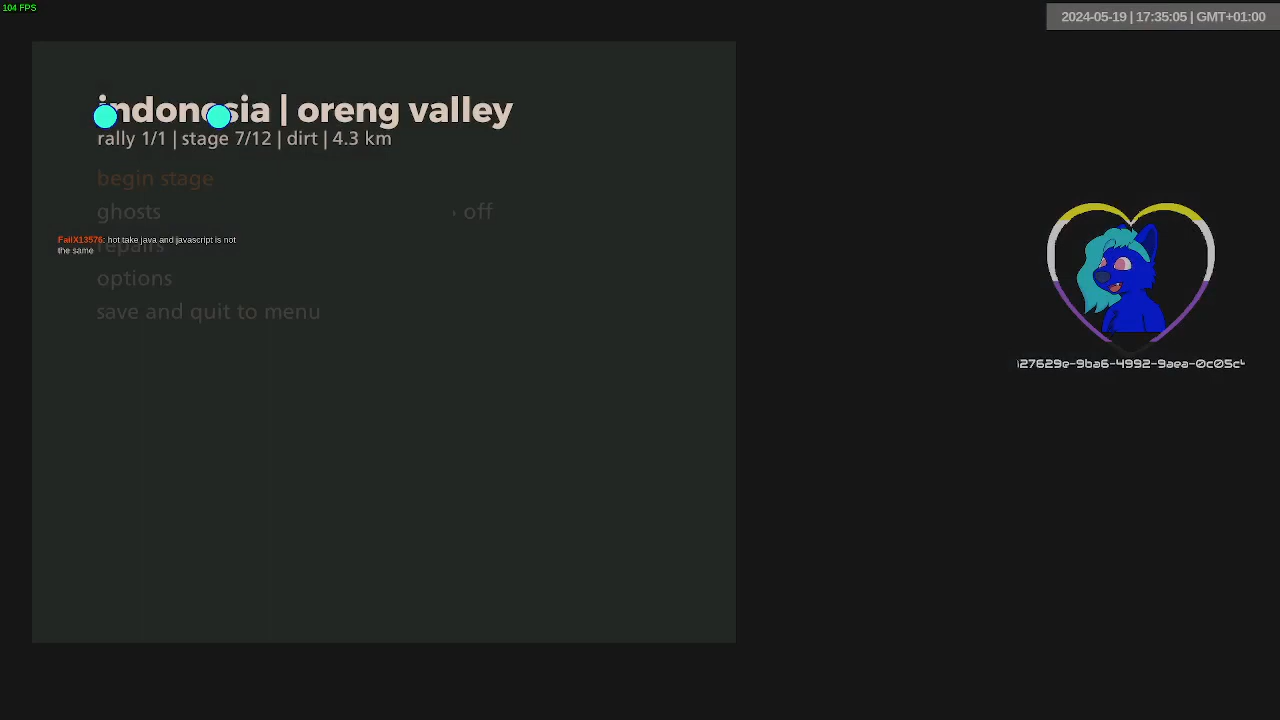 104 FPS
2024-05-19 | 17:35:05 | GMT+01:00
indonesia | oreng valley
rally 1/1 | stage 7/12 | dirt | 4.3 km
begin stage
ghosts off
FailX13576: hot take java and javascript is not
the same
repairs
options
save and quit to menu
27629e-9ba6-4992-9aea-0c05c